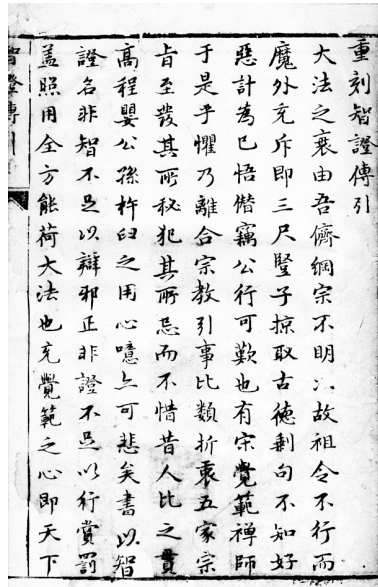 重刻智證傳引
大法之衰由吾儕綱宗不明以故祖令不行而
魔外充斥即三尺豎子掠取古德剩句不知好
惡計為已悟僭竊公行可歎也有宋覺範禪師
于是乎懼乃離合宗教引事比類折衷五家宗
旨至發其所秘犯其所忌而不惜昔人比之貫
高程嬰公孫杵臼之用心噫亦可悲矣書以智
證名非智不足以辯邪正非證不足以行賞罰
盖照用全方能荷大法也充覺範之心即天下
智證傳引